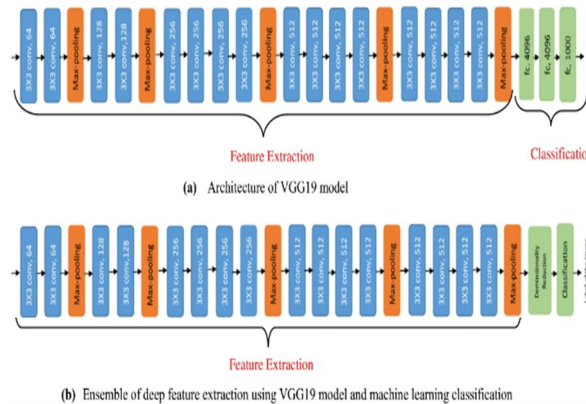 3X3 conv, 64
3X3 conv, 64
Max-pooling
3X3 conv, 128
3X3 conv, 128
Max-pooling
3X3 conv, 256
3X3 conv, 256
3X3 conv, 256
3X3 conv, 256
Max-pooling
3X3 conv, 512
3X3 conv, 512
3X3 conv, 512
3X3 conv, 512
Max-pooling
3X3 conv, 512
3X3 conv, 512
3X3 conv, 512
3X3 conv, 512
Max-pooling
fc, 4096
fc, 4096
fc, 1000
Feature Extraction
Classification
(a) Architecture of VGG19 model
3X3 conv, 64
3X3 conv, 64
Max-pooling
3X3 conv, 128
3X3 conv,128
Max-pooling
3X3 conv, 256
3X3 conv, 256
3X3 conv, 256
3X3 conv, 256
Max-pooling
3X3 conv, 512
3X3 conv, 512
3X3 conv, 512
3X3 conv, 512
Max-pooling
3X3 conv, 512
3X3 conv, 512
3X3 conv, 512
3X3 conv, 512
Max-pooling
Dimensionality
Reduction
Classification
Feature Extraction
(b) Ensemble of deep feature extraction using VGG19 model and machine learning classification